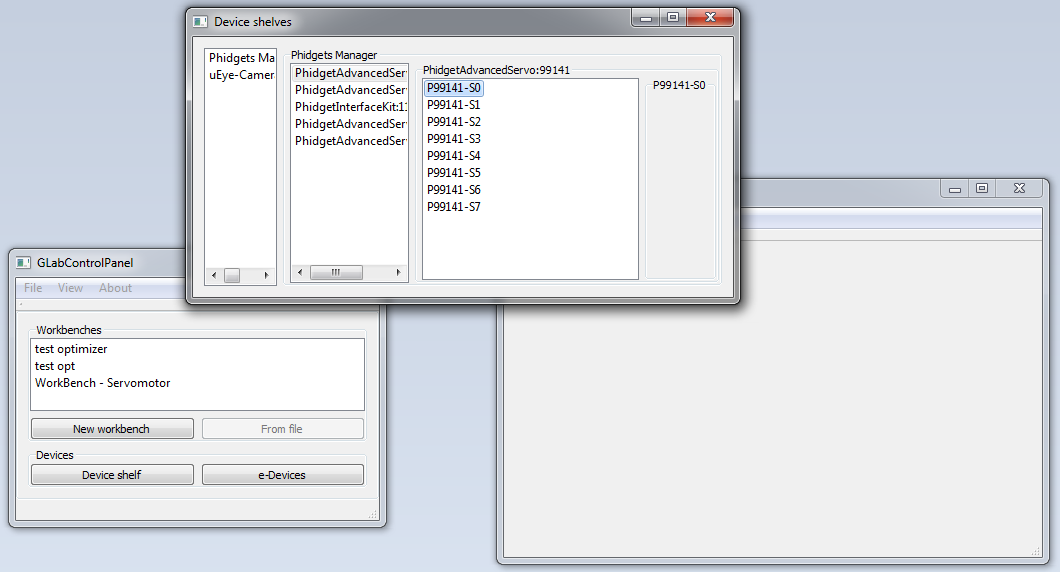 Device shelves
Phidgets Ma
uEye-Camera
Phidgets Manager
PhidgetAdvancedServ
PhidgetAdvancedServ
PhidgetInterfaceKit:11
PhidgetAdvancedServ
PhidgetAdvancedServ
PhidgetAdvancedServo:99141
P99141-S0
P99141-S1
P99141-S2
P99141-S3
P99141-S4
P99141-S5
P99141-S6
P99141-S7
P99141-S0
GLabControlPanel
File View About
Workbenches
test optimizer
test opt
WorkBench - Servomotor
New workbench From file
Devices
Device shelf e-Devices